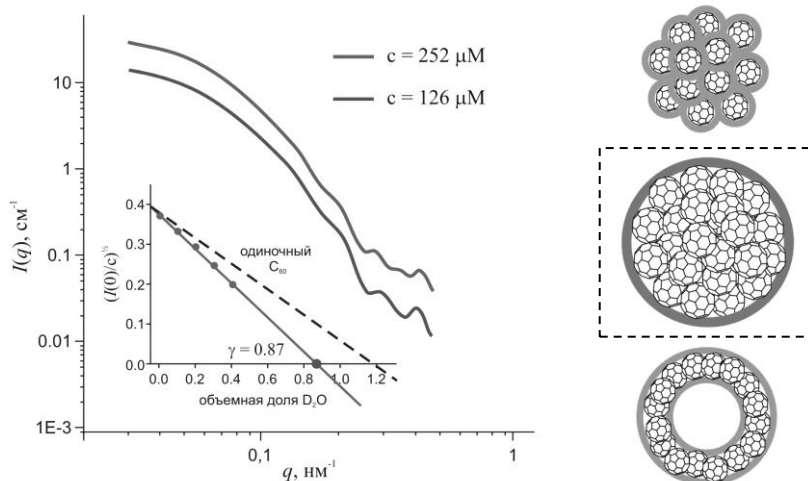 c = 252 μM
c = 126 μM
10
1
0.1
0.01
1E-3
I(q), см⁻¹
0,1
1
q, нм⁻¹
0.4
0.3
0.2
0.1
0.0
(I(0)/c)^½
одиночный
C₆₀
γ = 0.87
0.0 0.2 0.4 0.6 0.8 1.0 1.2
объемная доля D₂O